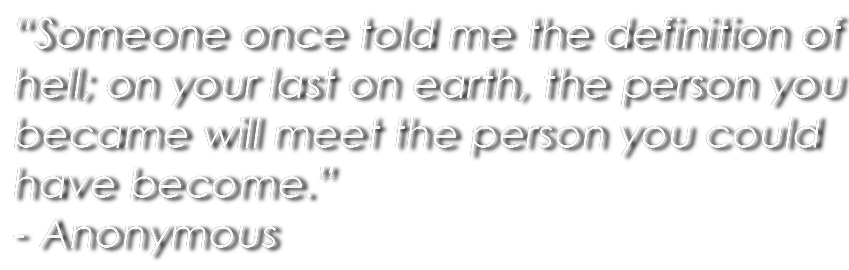 "Someone once told me the definition of
hell; on your last on earth, the person you
became will meet the person you could
have become."
- Anonymous